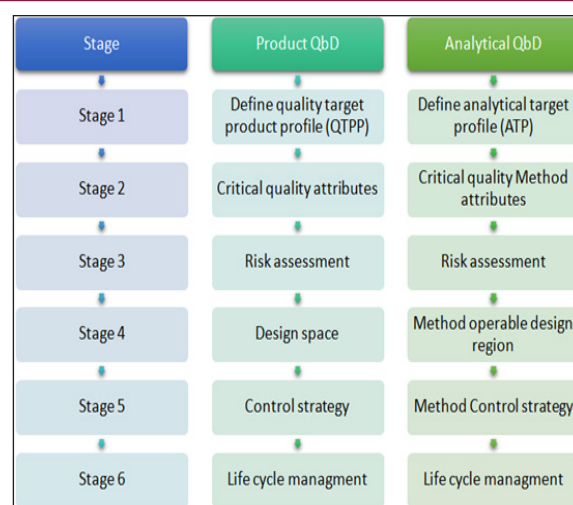 Stage
Product QbD
Analytical QbD
Stage 1
Define quality target
product profile (QTPP)
Define analytical target
profile (ATP)
Stage 2
Critical quality attributes
Critical quality Method
attributes
Stage 3
Risk assessment
Risk assessment
Stage 4
Design space
Method operable design
region
Stage 5
Control strategy
Method Control strategy
Stage 6
Life cycle managment
Life cycle managment